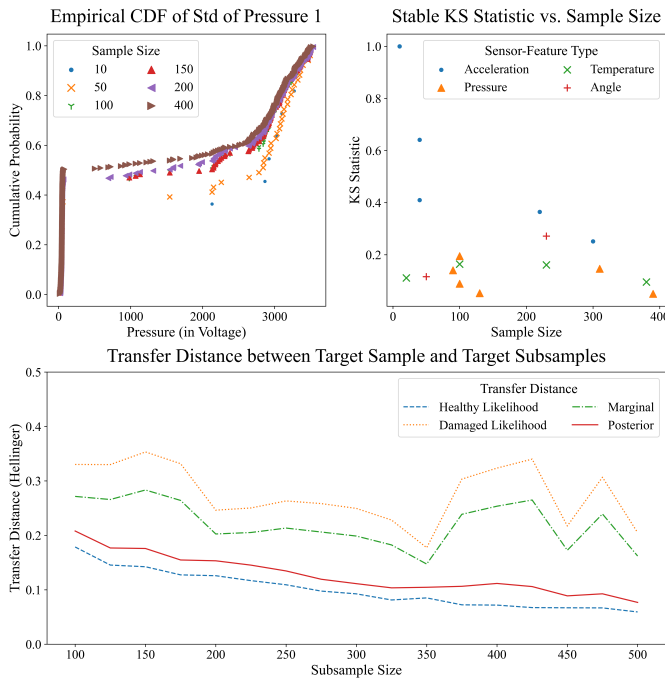 Empirical CDF of Std of Pressure 1
Cumulative Probability
1.0
0.8
0.6
0.4
0.2
0.0
Sample Size
10 150
50 200
100 400
0 1000 2000 3000
Pressure (in Voltage)
Stable KS Statistic vs. Sample Size
KS Statistic
1.0
0.8
0.6
0.4
0.2
Sensor-Feature Type
Acceleration Temperature
Pressure Angle
0 100 200 300 400
Sample Size
Transfer Distance between Target Sample and Target Subsamples
Transfer Distance (Hellinger)
0.5
0.4
0.3
0.2
0.1
0.0
Transfer Distance
Healthy Likelihood Marginal
Damaged Likelihood Posterior
100 150 200 250 300 350 400 450 500
Subsample Size